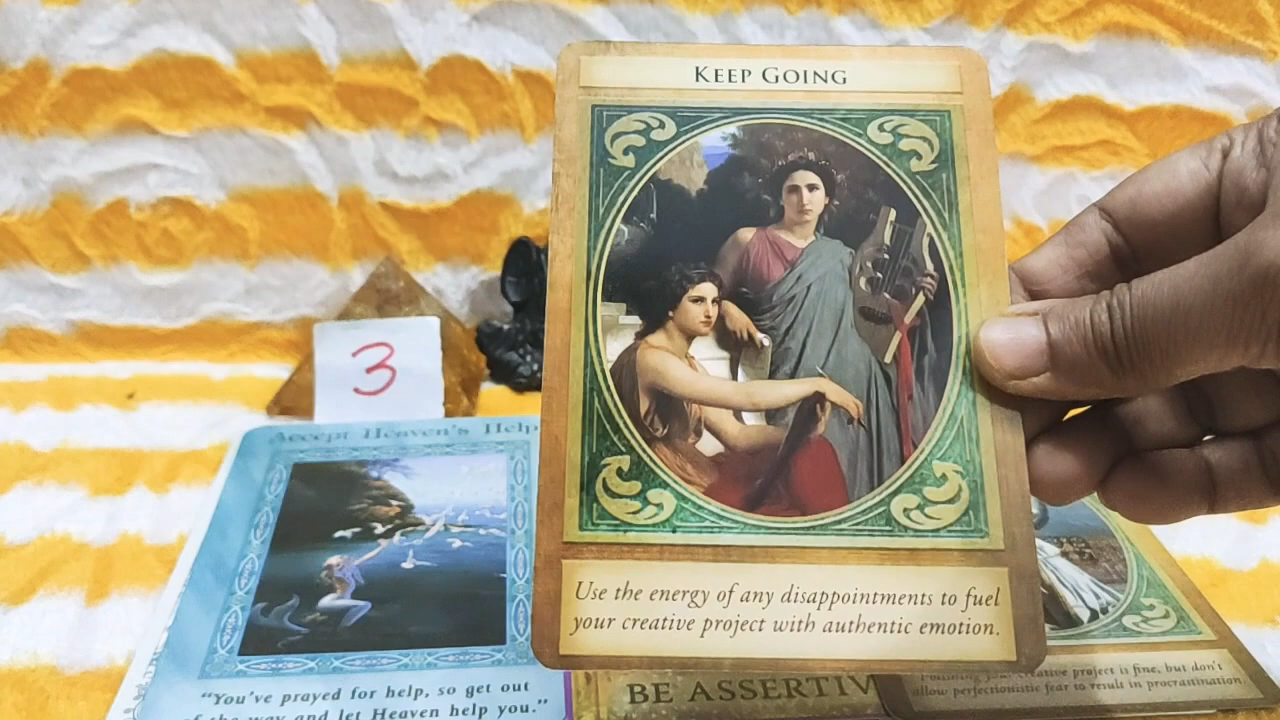 KEEP GOING
3
Accept Heaven's Help
Use the energy of any disappointments to fuel
your creative project with authentic emotion.
"You've prayed for help, so get out
of the way and let Heaven help you."
BE ASSERTIV
Polishing your creative project is fine, but don't
allow perfectionistic fear to result in procrastination.